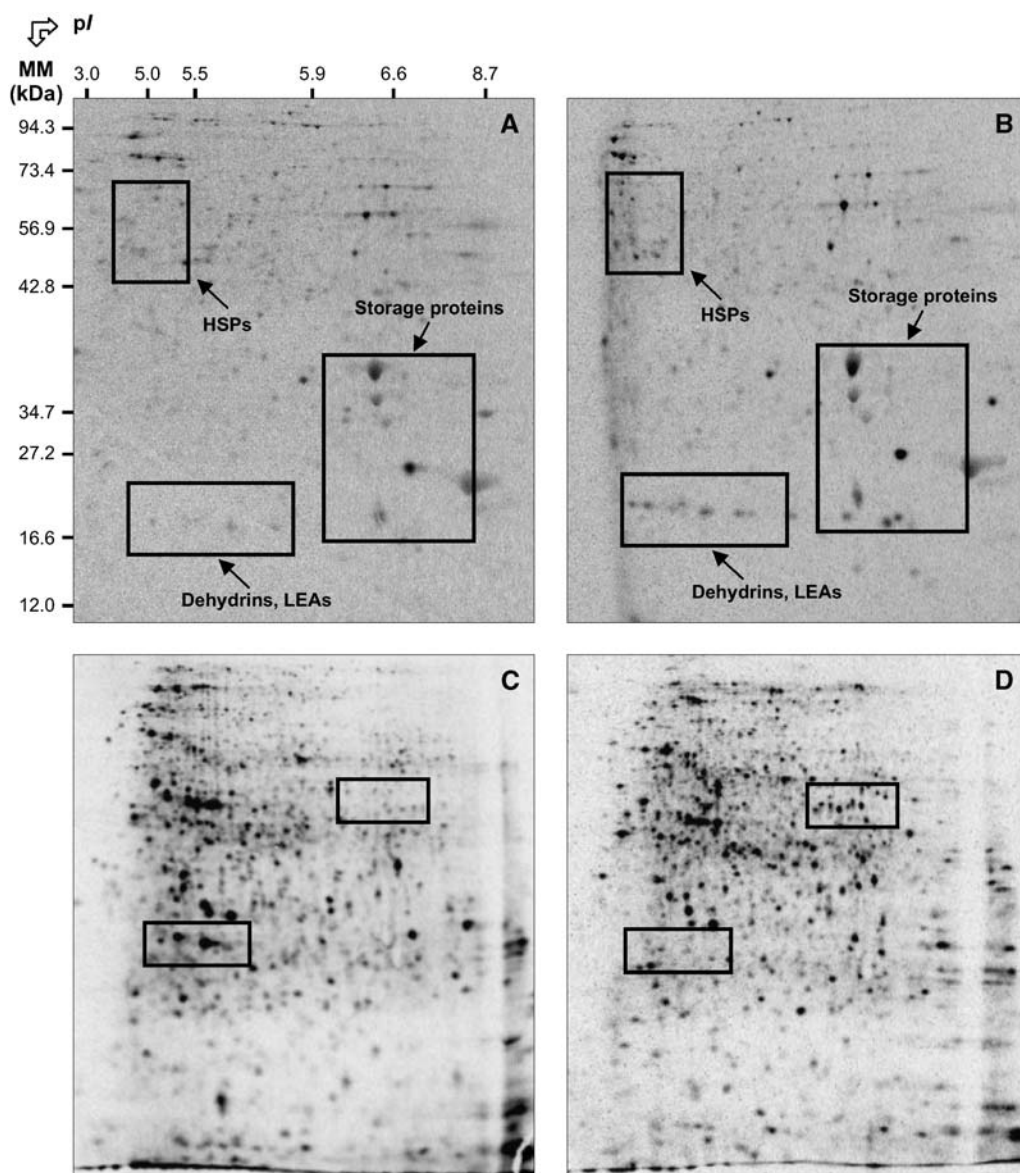 pI
MM
(kDa)
3.0 5.0 5.5 5.9 6.6 8.7
94.3
73.4
56.9
42.8
34.7
27.2
16.6
12.0
A
HSPs
Storage proteins
Dehydrins, LEAs
B
HSPs
Storage proteins
Dehydrins, LEAs
C
D